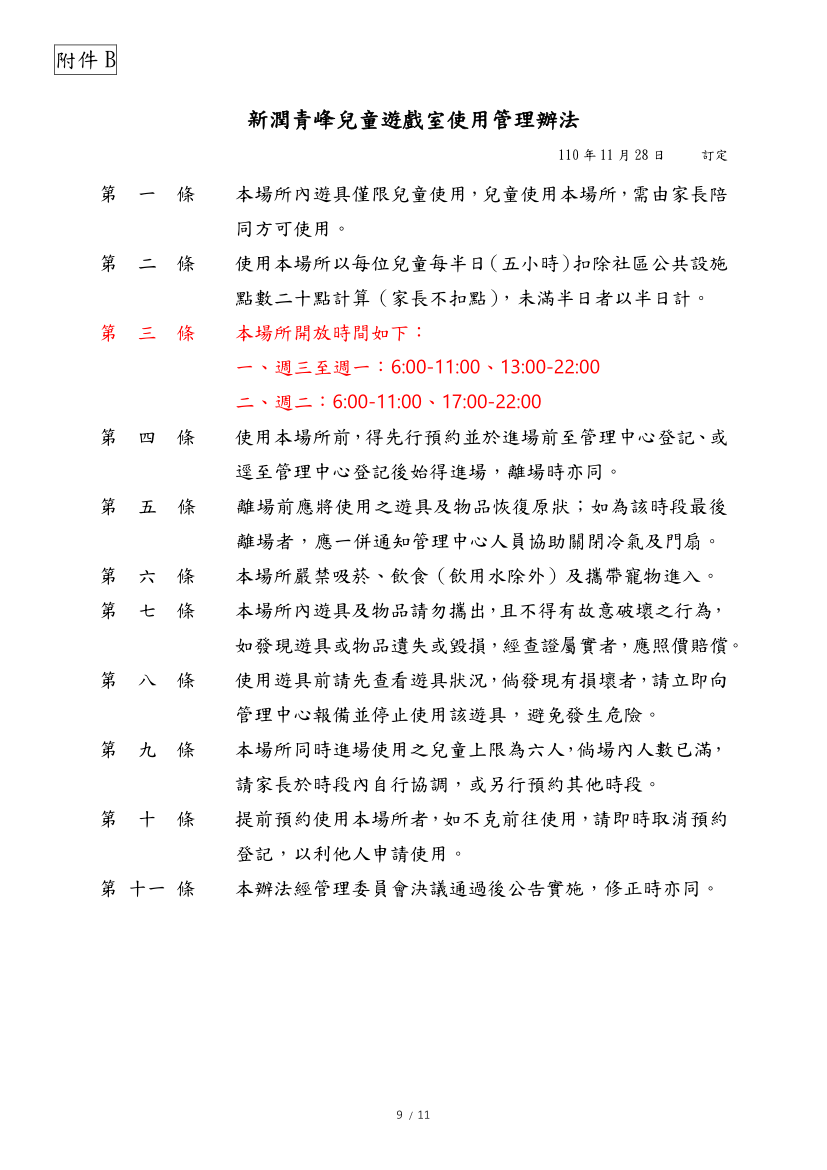 附件 B
新潤青峰兒童遊戲室使用管理辦法
110 年 11 月 28 日 訂定
第 一 條 本場所內遊具僅限兒童使用，兒童使用本場所，需由家長陪
同方可使用。
第 二 條 使用本場所以每位兒童每半日（五小時）扣除社區公共設施
點數二十點計算（家長不扣點），未滿半日者以半日計。
第 三 條 本場所開放時間如下：
一、週三至週一：6:00-11:00、13:00-22:00
二、週二：6:00-11:00、17:00-22:00
第 四 條 使用本場所前，得先行預約並於進場前至管理中心登記、或
逕至管理中心登記後始得進場，離場時亦同。
第 五 條 離場前應將使用之遊具及物品恢復原狀；如為該時段最後
離場者，應一併通知管理中心人員協助關閉冷氣及門扇。
第 六 條 本場所嚴禁吸菸、飲食（飲用水除外）及攜帶寵物進入。
第 七 條 本場所內遊具及物品請勿攜出，且不得有故意破壞之行為，
如發現遊具或物品遺失或毀損，經查證屬實者，應照價賠償。
第 八 條 使用遊具前請先查看遊具狀況，倘發現有損壞者，請立即向
管理中心報備並停止使用該遊具，避免發生危險。
第 九 條 本場所同時進場使用之兒童上限為六人，倘場內人數已滿，
請家長於時段內自行協調，或另行預約其他時段。
第 十 條 提前預約使用本場所者，如不克前往使用，請即時取消預約
登記，以利他人申請使用。
第 十一 條 本辦法經管理委員會決議通過後公告實施，修正時亦同。
9 / 11